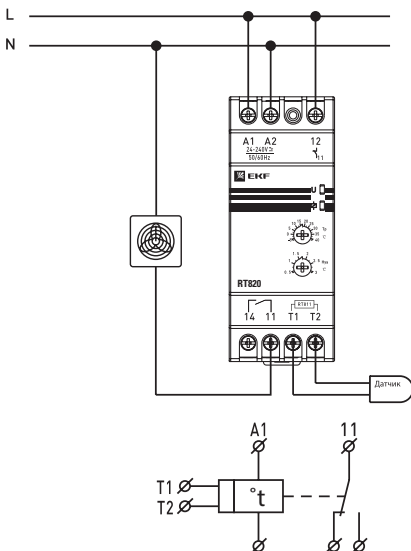 L
N
A1 A2 12
24-240V≂
50/60Hz
11
EKF
U
RT820
RT811
14 11 T1 T2
Датчик
A1 11
T1
T2
°t